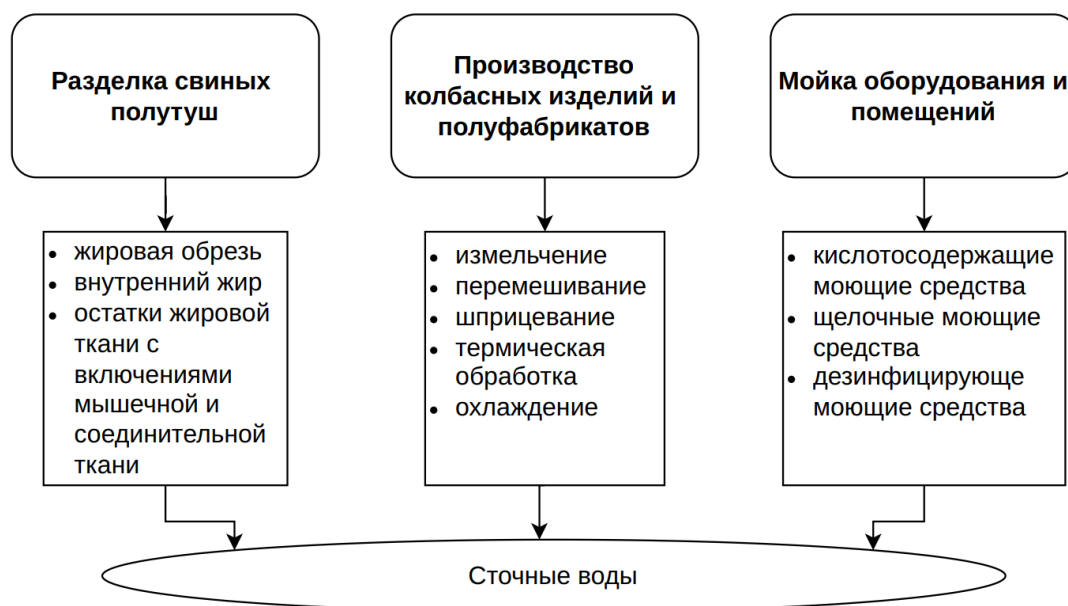 Разделка свиных
полутуш
Производство
колбасных изделий и
полуфабрикатов
Мойка оборудования и
помещений
• жировая обрезь
• внутренний жир
• остатки жировой
ткани с
включениями
мышечной и
соединительной
ткани
• измельчение
• перемешивание
• шприцевание
• термическая
обработка
• охлаждение
• кислотосодержащие
моющие средства
• щелочные моющие
средства
• дезинфицирующе
моющие средства
Сточные воды